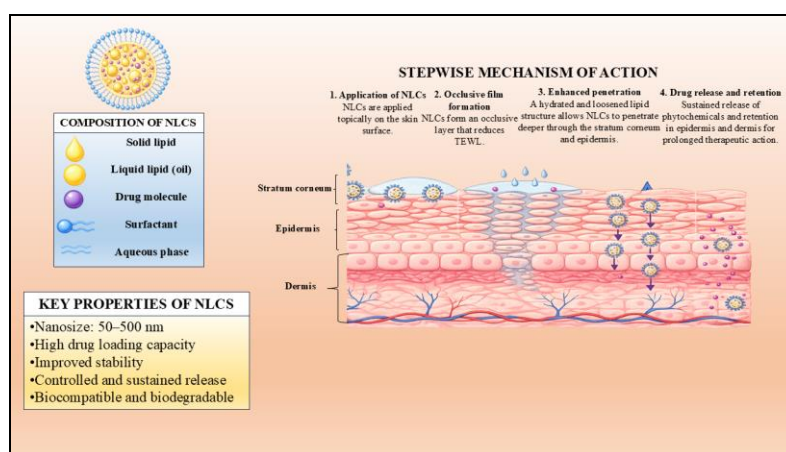 COMPOSITION OF NLCS
Solid lipid
Liquid lipid (oil)
Drug molecule
Surfactant
Aqueous phase
KEY PROPERTIES OF NLCS
•Nanosize: 50–500 nm
•High drug loading capacity
•Improved stability
•Controlled and sustained release
•Biocompatible and biodegradable
STEPWISE MECHANISM OF ACTION
1. Application of NLCs
NLCs are applied
topically on the skin
surface.
2. Occlusive film
formation
NLCs form an occlusive
layer that reduces
TEWL.
3. Enhanced penetration
A hydrated and loosened lipid
structure allows NLCs to penetrate
deeper through the stratum corneum
and epidermis.
4. Drug release and retention
Sustained release of
phytochemicals and retention
in epidermis and dermis for
prolonged therapeutic action.
Stratum corneum
Epidermis
Dermis